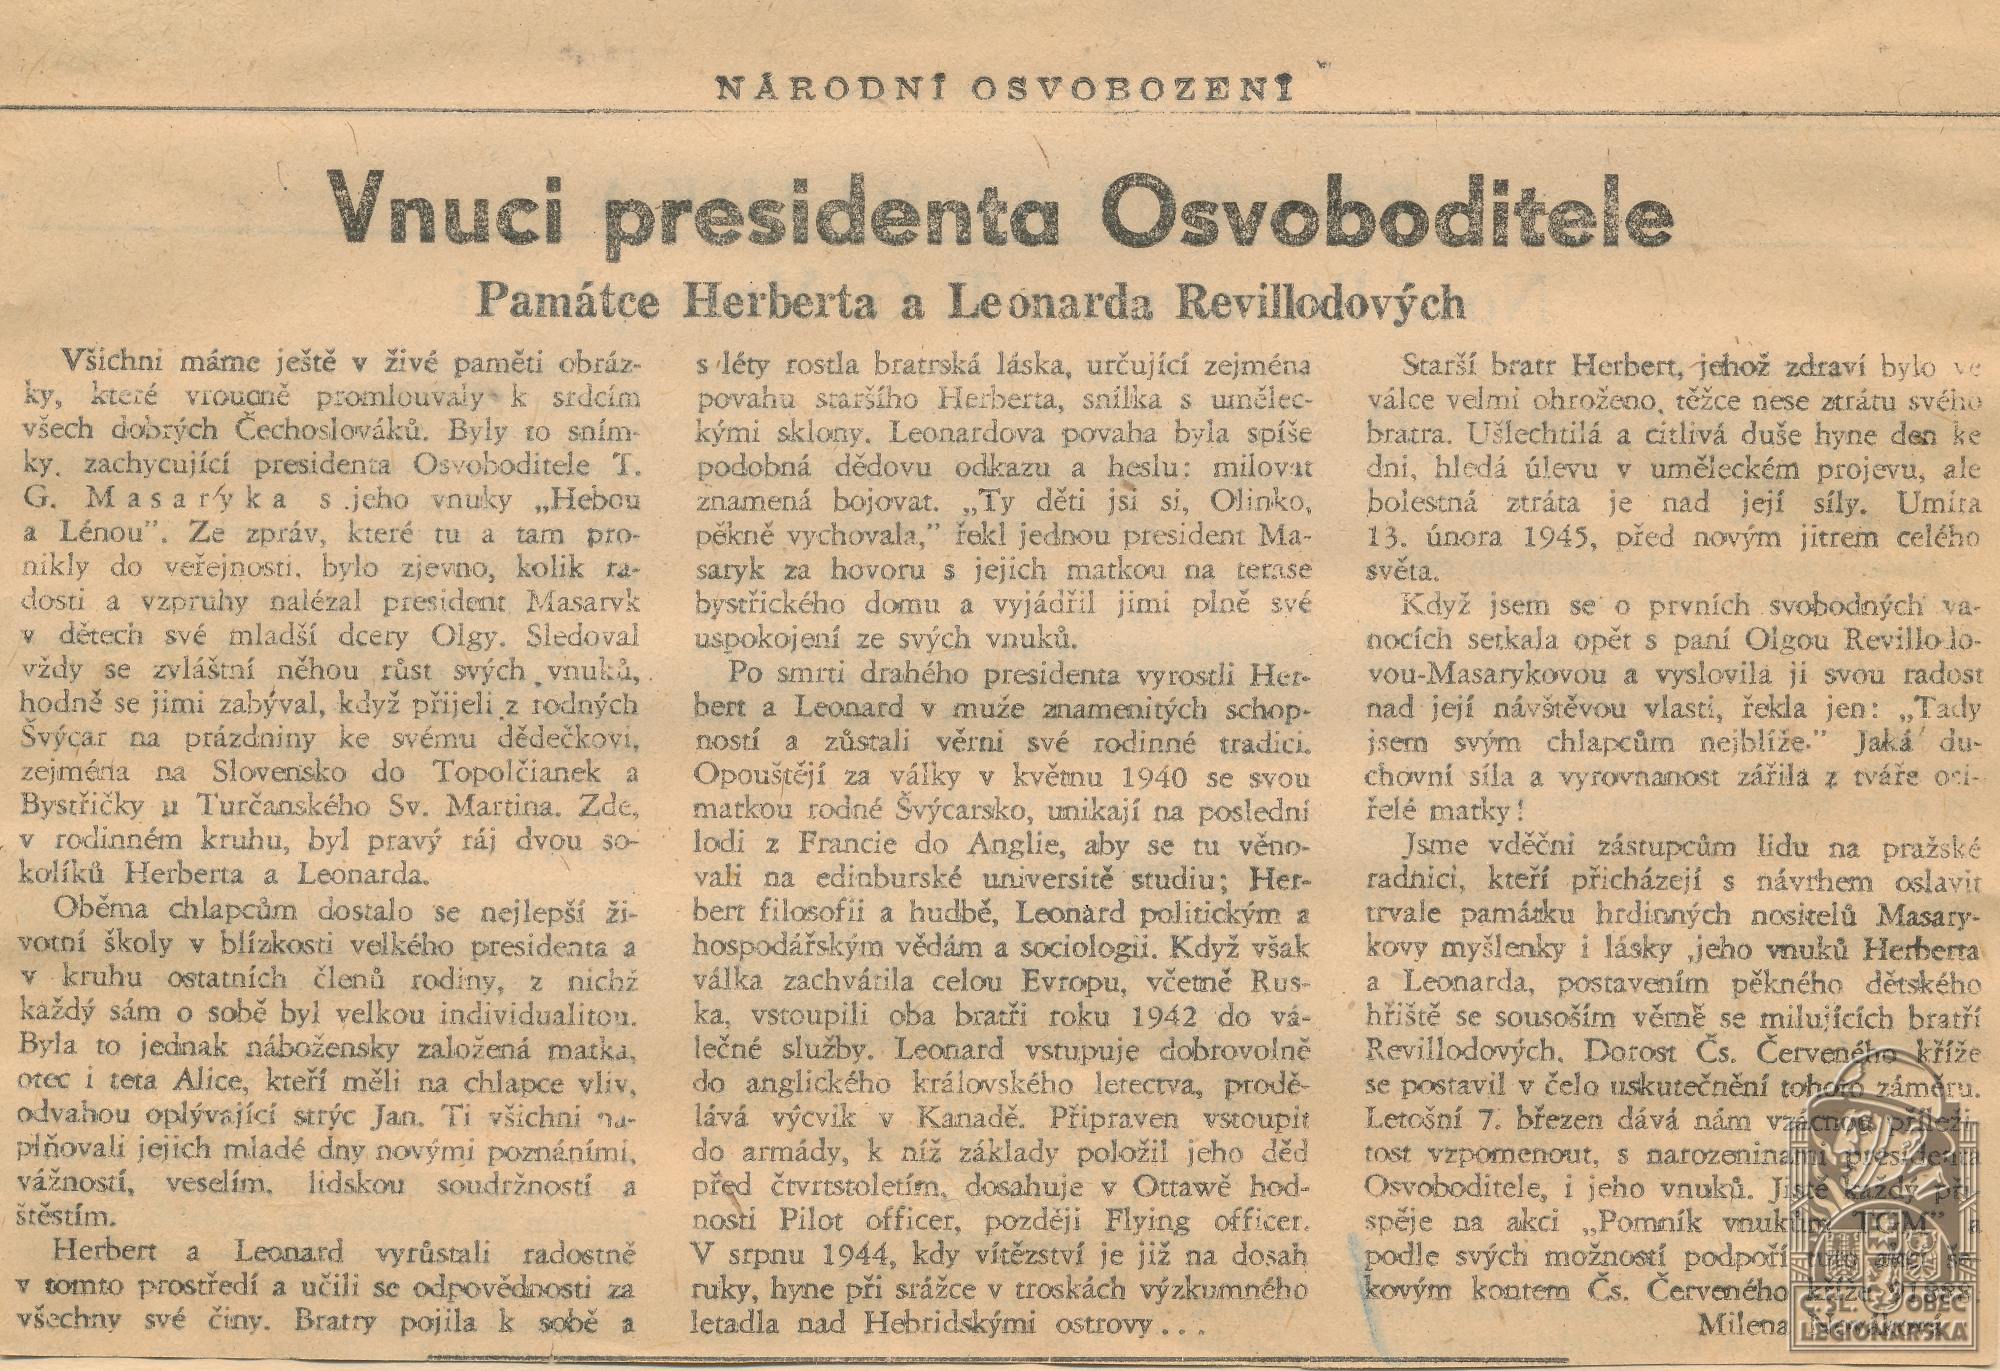 NÁRODNÍ OSVOBOZENÍ
Vnuci presidenta Osvoboditele
Památce Herberta a Leonarda Revillodových
Všichni máme ještě v živé paměti obráz-
ky, které vroucně promlouvaly k srdcím
všech dobrých Čechoslováků. Byly to sním-
ky, zachycující presidenta Osvoboditele T.
G. Masaryka s jeho vnuky „Hebou
a Lénou”. Ze zpráv, které tu a tam pro-
nikly do veřejnosti, bylo zjevno, kolik ra-
dosti a vzpruhy nalézal president Masaryk
v dětech své mladší dcery Olgy. Sledoval
vždy se zvláštní něhou růst svých vnuků,
hodně se jimi zabýval, když přijeli z rodných
Švýcar na prázdniny ke svému dědečkovi,
zejména na Slovensko do Topolčianek a
Bystřičky u Turčanského Sv. Martina. Zde,
v rodinném kruhu, byl pravý ráj dvou so-
kolíků Herberta a Leonarda.
Oběma chlapcům dostalo se nejlepší ži-
votní školy v blízkosti velkého presidenta a
v kruhu ostatních členů rodiny, z nichž
každý sám o sobě byl velkou individualitou.
Byla to jednak nábožensky založená matka,
otec i teta Alice, kteří měli na chlapce vliv,
odvahou oplývající strýc Jan. Ti všichni na-
plňovali jejich mladé dny novými poznáními,
vážností, veselím, lidskou soudržností a
štěstím.
Herbert a Leonard vyrůstali radostně
v tomto prostředí a učili se odpovědnosti za
všechny své činy. Bratry pojila k sobě a
s léty rostla bratrská láska, určující zejména
povahu staršího Herberta, snílka s umělec-
kými sklony. Leonardova povaha byla spíše
podobná dědovu odkazu a heslu: milovat
znamená bojovat. „Ty děti jsi si, Olinko,
pěkně vychovala,” řekl jednou president Ma-
saryk za hovoru s jejich matkou na terase
bystřického domu a vyjádřil jimi plně své
uspokojení ze svých vnuků.
Po smrti drahého presidenta vyrostli Her-
bert a Leonard v muže znamenitých schop-
ností a zůstali věrni své rodinné tradici.
Opouštějí za války v květnu 1940 se svou
matkou rodné Švýcarsko, unikají na poslední
lodi z Francie do Anglie, aby se tu věno-
vali na edinburské universitě studiu; Her-
bert filosofii a hudbě, Leonard politickým a
hospodářským vědám a sociologii. Když však
válka zachvátila celou Evropu, včetně Rus-
ka, vstoupili oba bratři roku 1942 do vá-
lečné služby. Leonard vstupuje dobrovolně
do anglického královského letectva, prodě-
lává výcvik v Kanadě. Připraven vstoupit
do armády, k níž základy položil jeho děd
před čtvrtstoletím, dosahuje v Ottawě hod-
nosti Pilot officer, později Flying officer.
V srpnu 1944, kdy vítězství je již na dosah
ruky, hyne při srážce v troskách výzkumného
letadla nad Hebridskými ostrovy...
Starší bratr Herbert, jehož zdraví bylo ve
válce velmi ohroženo, těžce nese ztrátu svého
bratra. Ušlechtilá a citlivá duše hyne den ke
dni, hledá úlevu v uměleckém projevu, ale
bolestná ztráta je nad její síly. Umírá
13. února 1945, před novým jitrem celého
světa.
Když jsem se o prvních svobodných vá-
nocích setkala opět s paní Olgou Revillodo-
vou-Masarykovou a vyslovila jí svou radost
nad její návštěvou vlasti, řekla jen: „Tady
jsem svým chlapcům nejblíže.” Jaká du-
chovní síla a vyrovnanost zářila z tváře osi-
řelé matky!
Jsme vděčni zástupcům lidu na pražské
radnici, kteří přicházejí s návrhem oslavit
trvale památku hrdinných nositelů Masary-
kovy myšlenky i lásky ,jeho vnuků Herberta
a Leonarda, postavením pěkného dětského
hřiště se sousoším věrně se milujících bratří
Revillodových. Dorost Čs. Červeného kříže
se postavil v čelo uskutečnění tohoto záměru.
Letošní 7. březen dává nám vzácnou příleži-
tost vzpomenout, s narozeninami presidenta
Osvoboditele, i jeho vnuků. Jistě každý při-
spěje na akci „Pomník vnukům TGM” a
podle svých možností podpoří tuto akci še-
kovým kontem Čs. Červeného kříže
Milena
ČSL. OBEC
LEGIONÁŘSKÁ